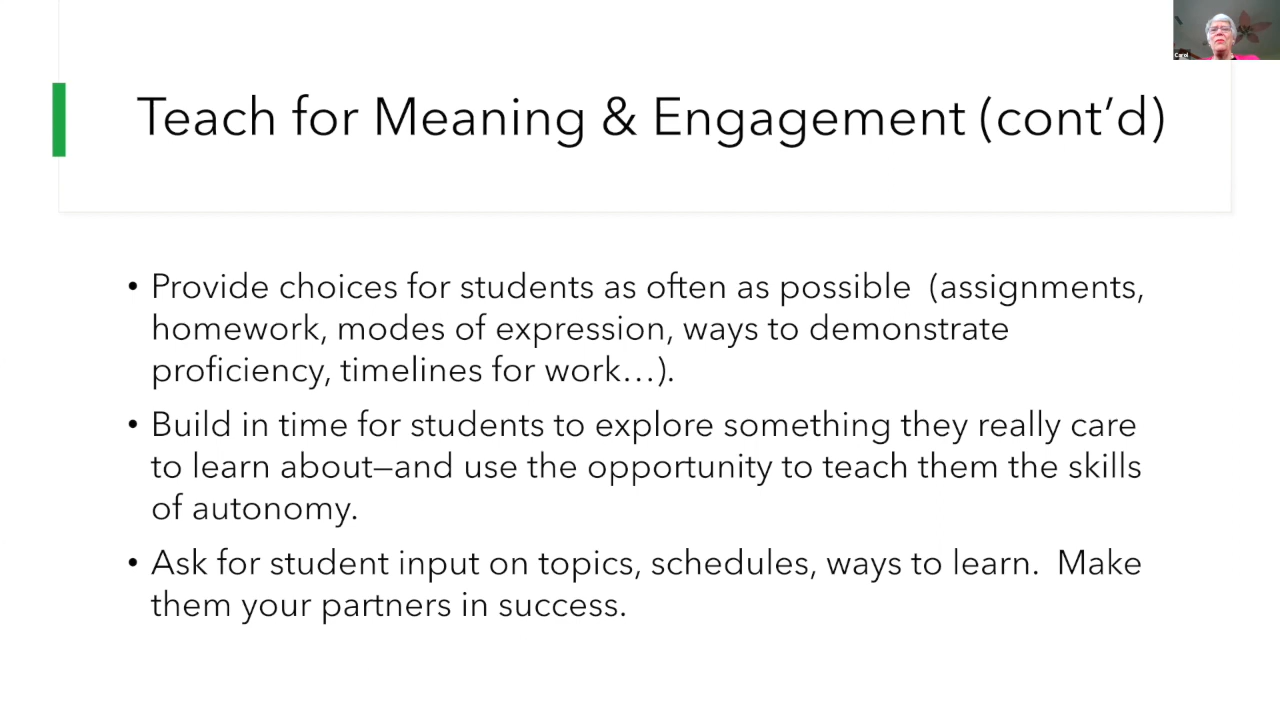 Carol
Teach for Meaning & Engagement (cont’d)
• Provide choices for students as often as possible  (assignments,
homework, modes of expression, ways to demonstrate
proficiency, timelines for work…).
• Build in time for students to explore something they really care
to learn about—and use the opportunity to teach them the skills
of autonomy.
• Ask for student input on topics, schedules, ways to learn.  Make
them your partners in success.